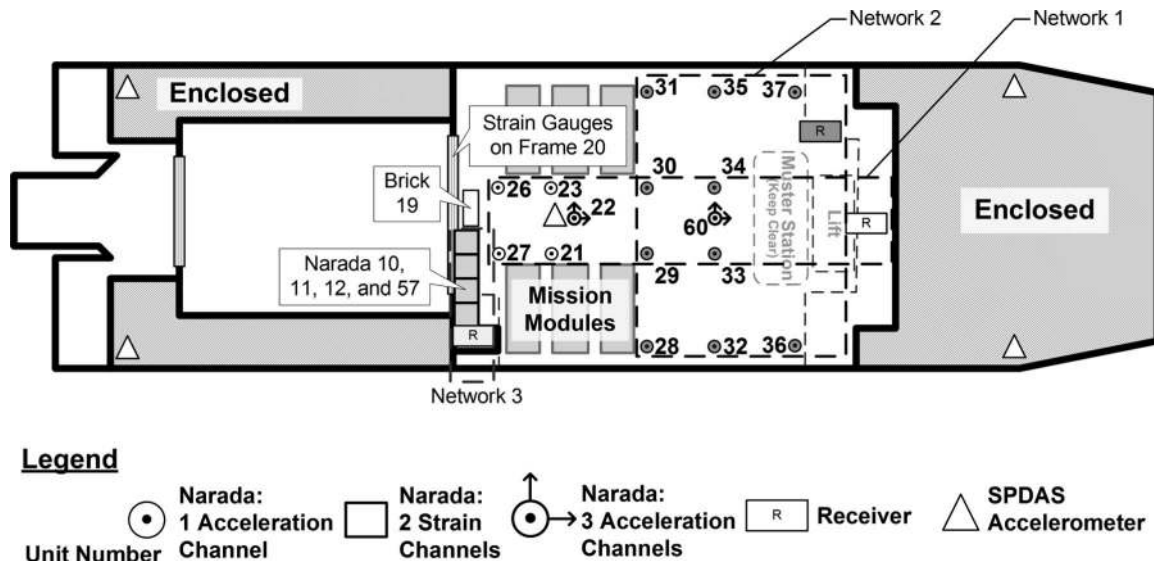 Network 2
Network 1
Enclosed
Strain Gauges
on Frame 20
Brick
19
Narada 10,
11, 12, and 57
Network 3
31
35
37
R
26
23
30
34
22
60
27
21
29
33
Mission
Modules
28
32
36
Muster Station
(Keep Clear)
Lift
R
R
Enclosed
Legend
Unit Number
Narada:
1 Acceleration
Channel
Narada:
2 Strain
Channels
Narada:
3 Acceleration
Channels
R
Receiver
SPDAS
Accelerometer